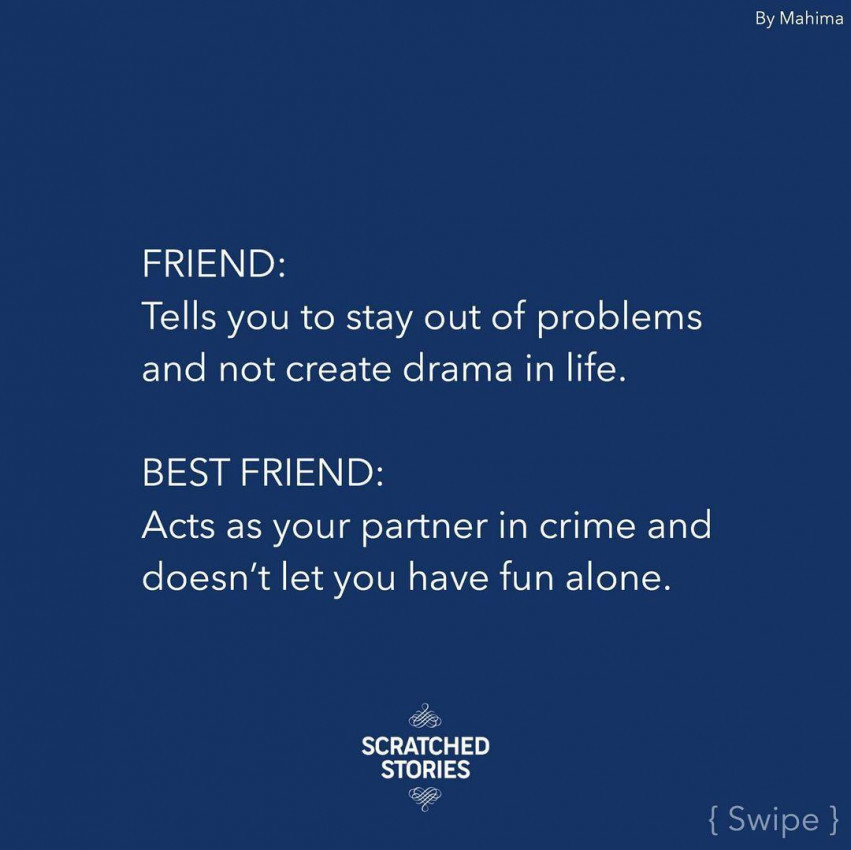 By Mahima
FRIEND:
Tells you to stay out of problems
and not create drama in life.
BEST FRIEND:
Acts as your partner in crime and
doesn’t let you have fun alone.
SCRATCHED
STORIES
{ Swipe }